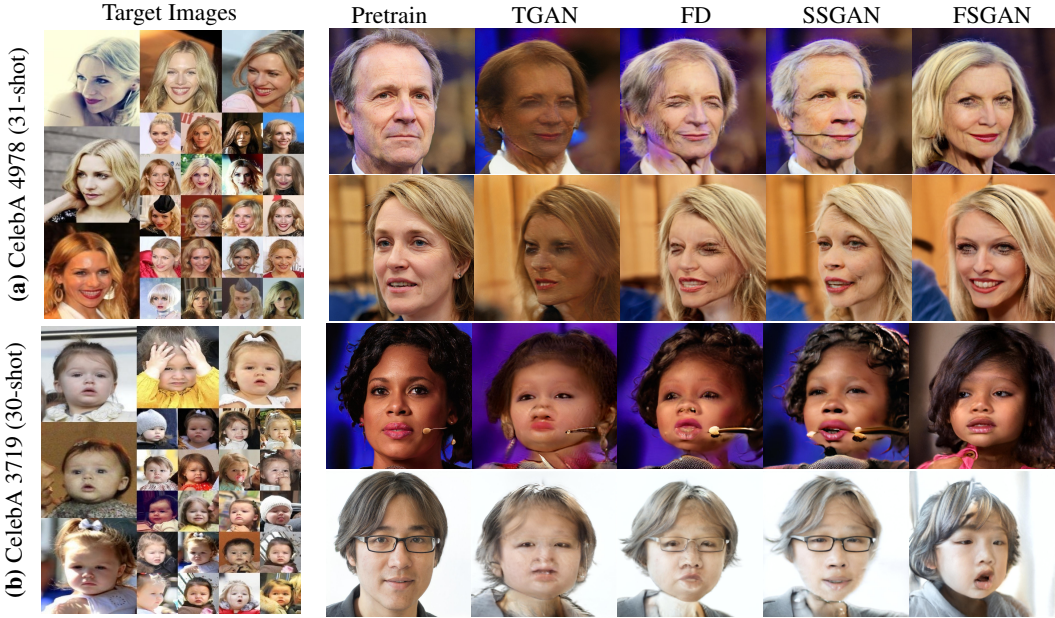 Target Images
Pretrain
TGAN
FD
SSGAN
FSGAN
(a) CelebA 4978 (31-shot)
(b) CelebA 3719 (30-shot)